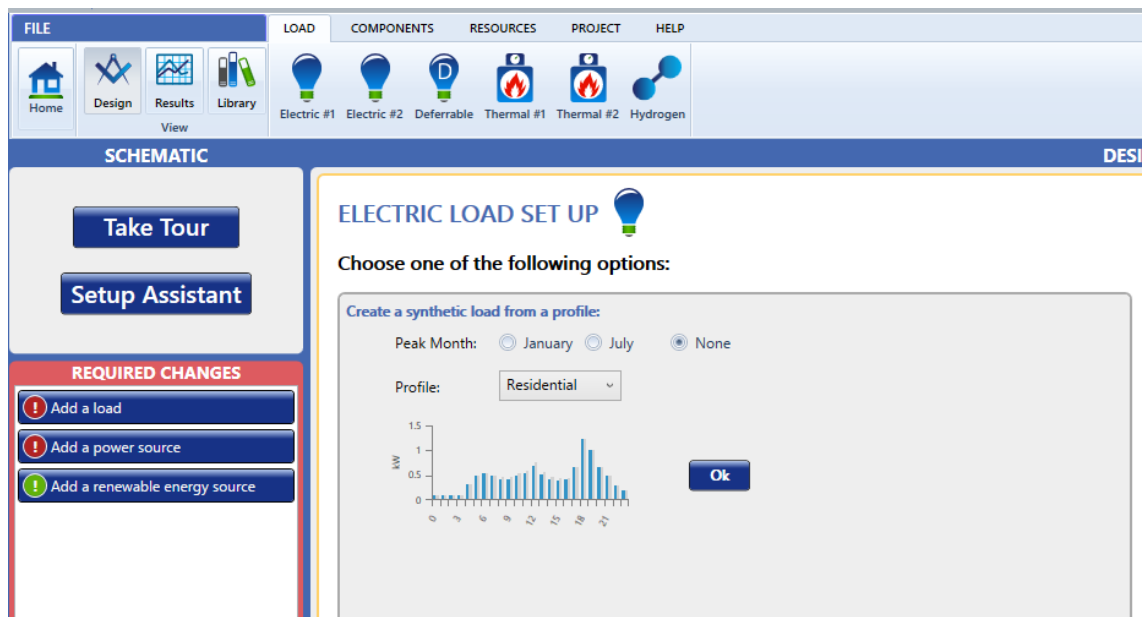 FILE
LOAD COMPONENTS RESOURCES PROJECT HELP
Home Design Results Library
View
Electric #1 Electric #2 Deferrable Thermal #1 Thermal #2 Hydrogen
D
SCHEMATIC
DESI
Take Tour
Setup Assistant
REQUIRED CHANGES
! Add a load
! Add a power source
! Add a renewable energy source
ELECTRIC LOAD SET UP
Choose one of the following options:
Create a synthetic load from a profile:
Peak Month: January July None
Profile: Residential
1.5
1
0.5
0
kW
0 3 6 9 12 15 18 21
Ok